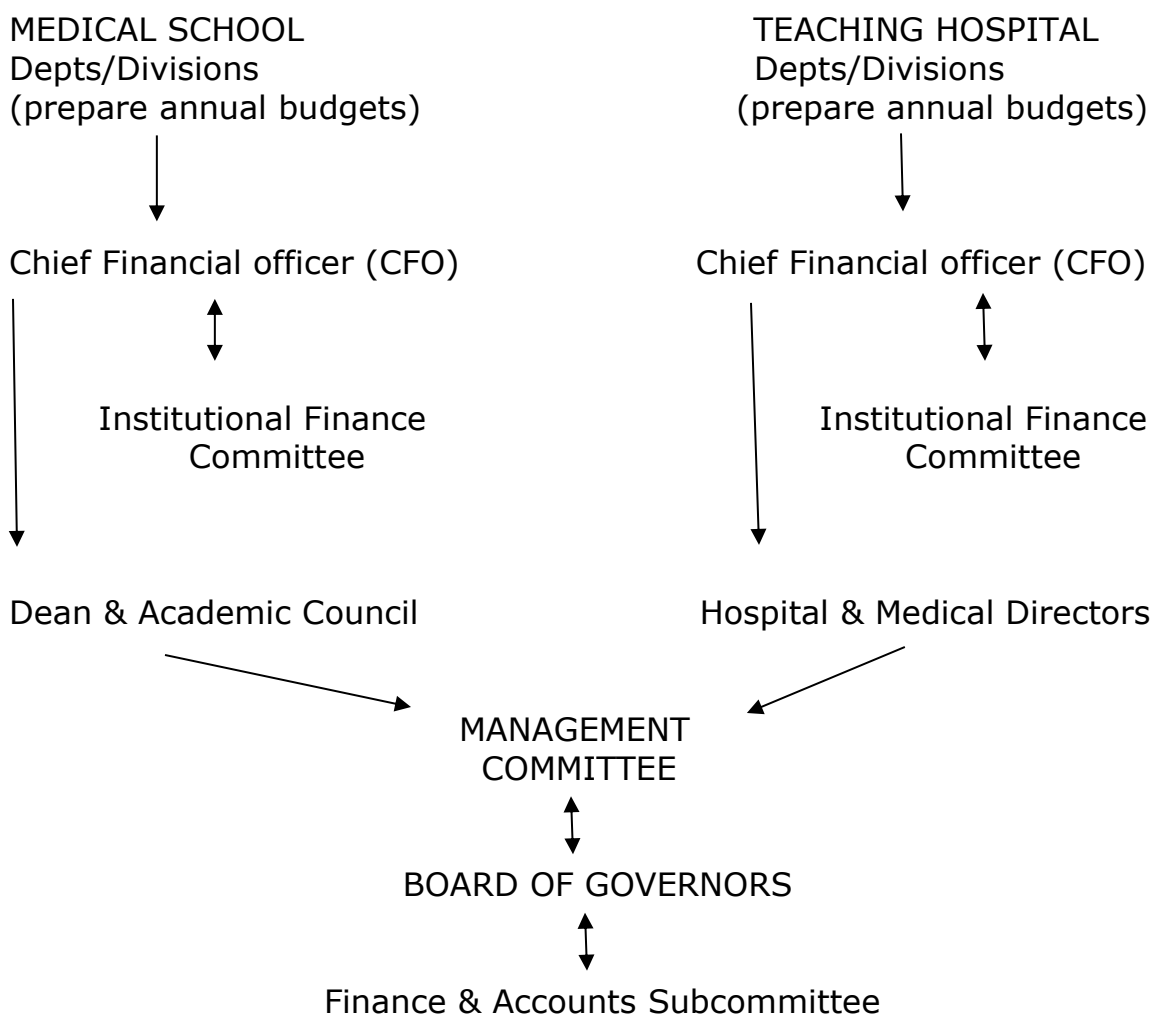 MEDICAL SCHOOL
Depts/Divisions
(prepare annual budgets)
TEACHING HOSPITAL
Depts/Divisions
(prepare annual budgets)
Chief Financial officer (CFO)
Chief Financial officer (CFO)
Institutional Finance
Committee
Institutional Finance
Committee
Dean & Academic Council
Hospital & Medical Directors
MANAGEMENT
COMMITTEE
BOARD OF GOVERNORS
Finance & Accounts Subcommittee